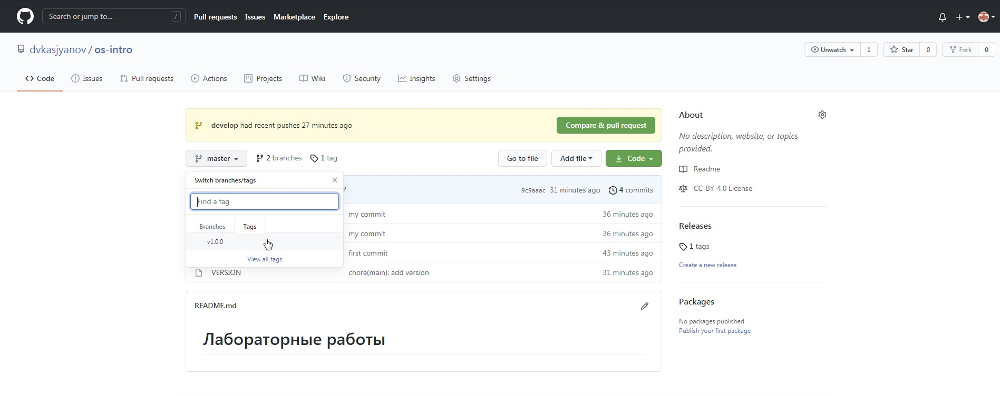 Search or jump to... /
Pull requests Issues Marketplace Explore
dvkasjyanov / os-intro
Unwatch 1 Star 0 Fork 0
Code Issues Pull requests Actions Projects Wiki Security Insights Settings
develop had recent pushes 27 minutes ago
Compare & pull request
master 2 branches 1 tag
Go to file Add file Code
Switch branches/tags
Find a tag
Branches Tags
v1.0.0
View all tags
0'
9c9aaac 31 minutes ago 4 commits
my commit 36 minutes ago
my commit 36 minutes ago
first commit 43 minutes ago
VERSION chore(main): add version 31 minutes ago
README.md
Лабораторные работы
About
No description, website, or topics
provided.
Readme
CC-BY-4.0 License
Releases
1 tags
Create a new release
Packages
No packages published
Publish your first package